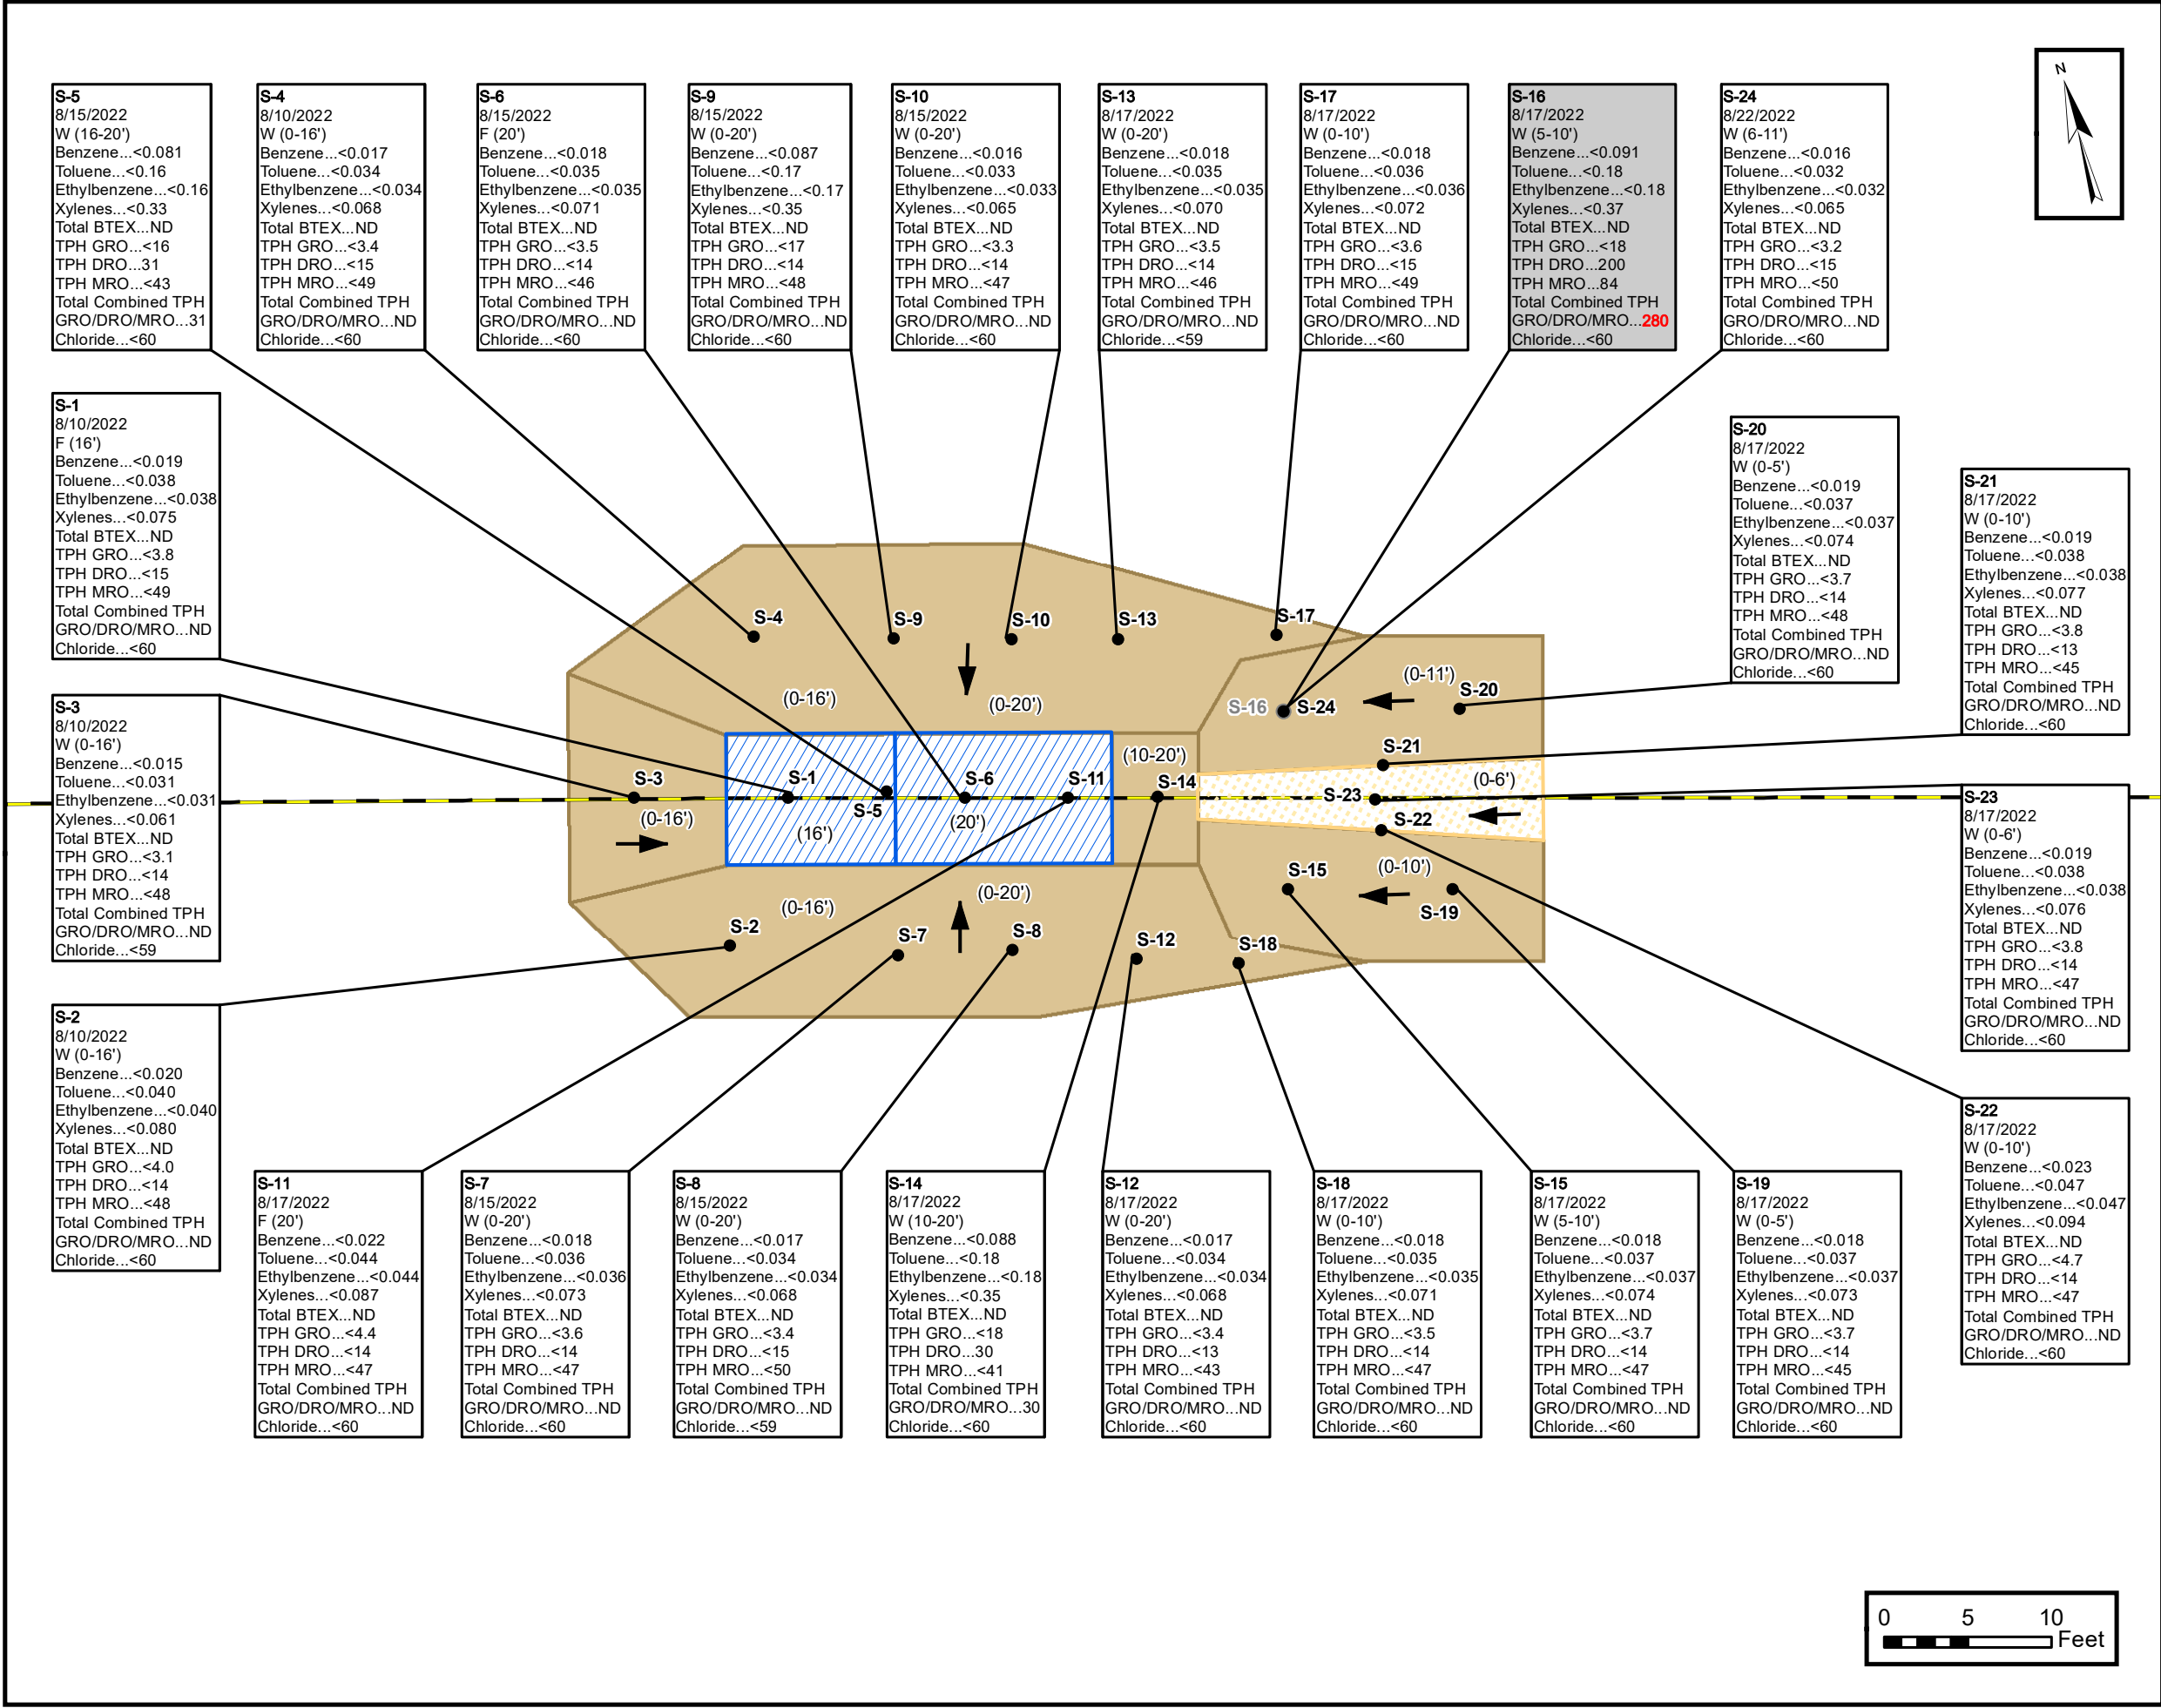 S-5
8/15/2022
W (16-20')
Benzene...<0.081
Toluene...<0.16
Ethylbenzene...<0.16
Xylenes...<0.33
Total BTEX...ND
TPH GRO...<16
TPH DRO...31
TPH MRO...<43
Total Combined TPH
GRO/DRO/MRO...31
Chloride...<60
S-4
8/10/2022
W (0-16')
Benzene...<0.017
Toluene...<0.034
Ethylbenzene...<0.034
Xylenes...<0.068
Total BTEX...ND
TPH GRO...<3.4
TPH DRO...<15
TPH MRO...<49
Total Combined TPH
GRO/DRO/MRO...ND
Chloride...<60
S-6
8/15/2022
F (20')
Benzene...<0.018
Toluene...<0.035
Ethylbenzene...<0.035
Xylenes...<0.071
Total BTEX...ND
TPH GRO...<3.5
TPH DRO...<14
TPH MRO...<46
Total Combined TPH
GRO/DRO/MRO...ND
Chloride...<60
S-9
8/15/2022
W (0-20')
Benzene...<0.087
Toluene...<0.17
Ethylbenzene...<0.17
Xylenes...<0.35
Total BTEX...ND
TPH GRO...<17
TPH DRO...<14
TPH MRO...<48
Total Combined TPH
GRO/DRO/MRO...ND
Chloride...<60
S-10
8/15/2022
W (0-20')
Benzene...<0.016
Toluene...<0.033
Ethylbenzene...<0.033
Xylenes...<0.065
Total BTEX...ND
TPH GRO...<3.3
TPH DRO...<14
TPH MRO...<47
Total Combined TPH
GRO/DRO/MRO...ND
Chloride...<60
S-13
8/17/2022
W (0-20')
Benzene...<0.018
Toluene...<0.035
Ethylbenzene...<0.035
Xylenes...<0.070
Total BTEX...ND
TPH GRO...<3.5
TPH DRO...<14
TPH MRO...<46
Total Combined TPH
GRO/DRO/MRO...ND
Chloride...<59
S-17
8/17/2022
W (0-10')
Benzene...<0.018
Toluene...<0.036
Ethylbenzene...<0.036
Xylenes...<0.072
Total BTEX...ND
TPH GRO...<3.6
TPH DRO...<15
TPH MRO...<49
Total Combined TPH
GRO/DRO/MRO...ND
Chloride...<60
S-16
8/17/2022
W (5-10')
Benzene...<0.091
Toluene...<0.18
Ethylbenzene...<0.18
Xylenes...<0.37
Total BTEX...ND
TPH GRO...<18
TPH DRO...200
TPH MRO...84
Total Combined TPH
GRO/DRO/MRO...280
Chloride...<60
S-24
8/22/2022
W (6-11')
Benzene...<0.016
Toluene...<0.032
Ethylbenzene...<0.032
Xylenes...<0.065
Total BTEX...ND
TPH GRO...<3.2
TPH DRO...<15
TPH MRO...<50
Total Combined TPH
GRO/DRO/MRO...ND
Chloride...<60
N
S-1
8/10/2022
F (16')
Benzene...<0.019
Toluene...<0.038
Ethylbenzene...<0.038
Xylenes...<0.075
Total BTEX...ND
TPH GRO...<3.8
TPH DRO...<15
TPH MRO...<49
Total Combined TPH
GRO/DRO/MRO...ND
Chloride...<60
S-20
8/17/2022
W (0-5')
Benzene...<0.019
Toluene...<0.037
Ethylbenzene...<0.037
Xylenes...<0.074
Total BTEX...ND
TPH GRO...<3.7
TPH DRO...<14
TPH MRO...<48
Total Combined TPH
GRO/DRO/MRO...ND
Chloride...<60
S-21
8/17/2022
W (0-10')
Benzene...<0.019
Toluene...<0.038
Ethylbenzene...<0.038
Xylenes...<0.077
Total BTEX...ND
TPH GRO...<3.8
TPH DRO...<13
TPH MRO...<45
Total Combined TPH
GRO/DRO/MRO...ND
Chloride...<60
S-3
8/10/2022
W (0-16')
Benzene...<0.015
Toluene...<0.031
Ethylbenzene...<0.031
Xylenes...<0.061
Total BTEX...ND
TPH GRO...<3.1
TPH DRO...<14
TPH MRO...<48
Total Combined TPH
GRO/DRO/MRO...ND
Chloride...<59
S-4
S-9
S-10
S-13
S-17
(0-16')
(0-20')
S-16
S-24
(0-11')
S-20
S-3
S-1
S-5
S-6
S-11
(10-20')
S-14
S-21
(0-6')
S-23
S-22
(0-16')
(16')
(20')
(0-16')
(0-20')
S-15
(0-10')
S-19
S-2
S-7
S-8
S-12
S-18
S-23
8/17/2022
W (0-6')
Benzene...<0.019
Toluene...<0.038
Ethylbenzene...<0.038
Xylenes...<0.076
Total BTEX...ND
TPH GRO...<3.8
TPH DRO...<14
TPH MRO...<47
Total Combined TPH
GRO/DRO/MRO...ND
Chloride...<60
S-2
8/10/2022
W (0-16')
Benzene...<0.020
Toluene...<0.040
Ethylbenzene...<0.040
Xylenes...<0.080
Total BTEX...ND
TPH GRO...<4.0
TPH DRO...<14
TPH MRO...<48
Total Combined TPH
GRO/DRO/MRO...ND
Chloride...<60
S-11
8/17/2022
F (20')
Benzene...<0.022
Toluene...<0.044
Ethylbenzene...<0.044
Xylenes...<0.087
Total BTEX...ND
TPH GRO...<4.4
TPH DRO...<14
TPH MRO...<47
Total Combined TPH
GRO/DRO/MRO...ND
Chloride...<60
S-7
8/15/2022
W (0-20')
Benzene...<0.018
Toluene...<0.036
Ethylbenzene...<0.036
Xylenes...<0.073
Total BTEX...ND
TPH GRO...<3.6
TPH DRO...<14
TPH MRO...<47
Total Combined TPH
GRO/DRO/MRO...ND
Chloride...<60
S-8
8/15/2022
W (0-20')
Benzene...<0.017
Toluene...<0.034
Ethylbenzene...<0.034
Xylenes...<0.068
Total BTEX...ND
TPH GRO...<3.4
TPH DRO...<15
TPH MRO...<50
Total Combined TPH
GRO/DRO/MRO...ND
Chloride...<59
S-14
8/17/2022
W (10-20')
Benzene...<0.088
Toluene...<0.18
Ethylbenzene...<0.18
Xylenes...<0.35
Total BTEX...ND
TPH GRO...<18
TPH DRO...30
TPH MRO...<41
Total Combined TPH
GRO/DRO/MRO...30
Chloride...<60
S-12
8/17/2022
W (0-20')
Benzene...<0.017
Toluene...<0.034
Ethylbenzene...<0.034
Xylenes...<0.068
Total BTEX...ND
TPH GRO...<3.4
TPH DRO...<13
TPH MRO...<43
Total Combined TPH
GRO/DRO/MRO...ND
Chloride...<60
S-18
8/17/2022
W (0-10')
Benzene...<0.018
Toluene...<0.035
Ethylbenzene...<0.035
Xylenes...<0.071
Total BTEX...ND
TPH GRO...<3.5
TPH DRO...<14
TPH MRO...<47
Total Combined TPH
GRO/DRO/MRO...ND
Chloride...<60
S-15
8/17/2022
W (5-10')
Benzene...<0.018
Toluene...<0.037
Ethylbenzene...<0.037
Xylenes...<0.074
Total BTEX...ND
TPH GRO...<3.7
TPH DRO...<14
TPH MRO...<47
Total Combined TPH
GRO/DRO/MRO...ND
Chloride...<60
S-19
8/17/2022
W (0-5')
Benzene...<0.018
Toluene...<0.037
Ethylbenzene...<0.037
Xylenes...<0.073
Total BTEX...ND
TPH GRO...<3.7
TPH DRO...<14
TPH MRO...<45
Total Combined TPH
GRO/DRO/MRO...ND
Chloride...<60
S-22
8/17/2022
W (0-10')
Benzene...<0.023
Toluene...<0.047
Ethylbenzene...<0.047
Xylenes...<0.094
Total BTEX...ND
TPH GRO...<4.7
TPH DRO...<14
TPH MRO...<47
Total Combined TPH
GRO/DRO/MRO...ND
Chloride...<60
0 5 10
Feet